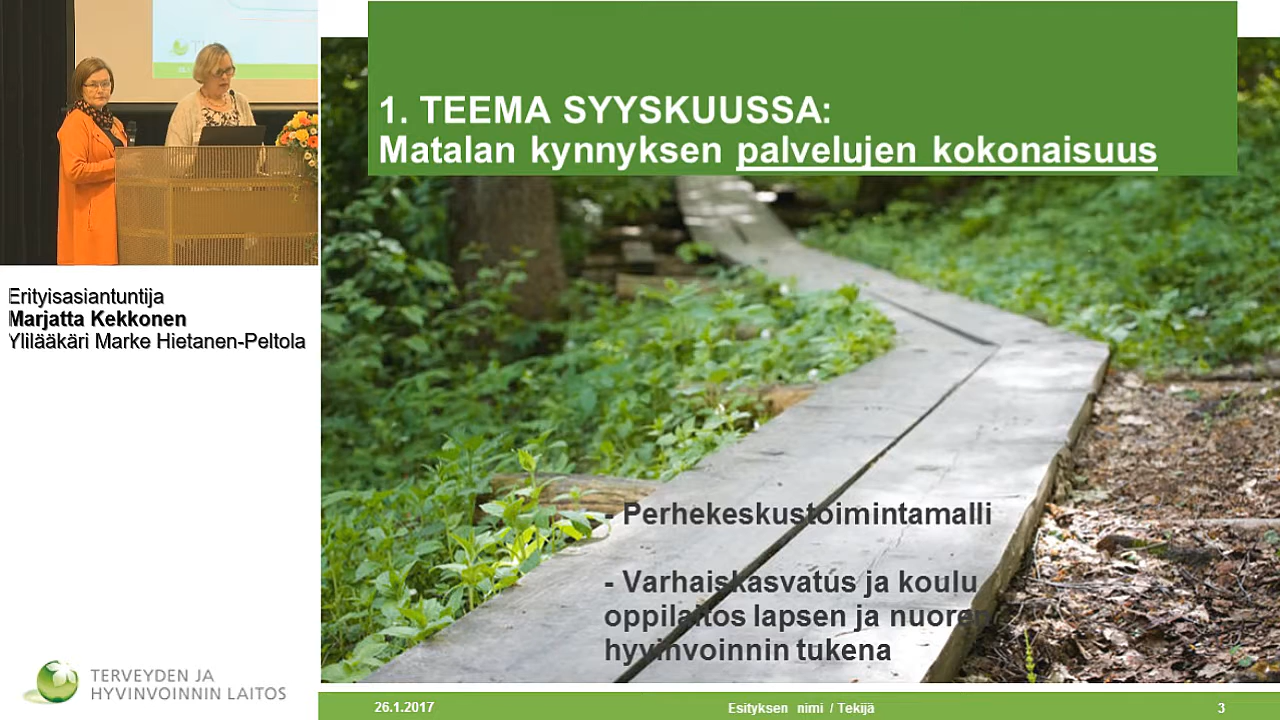 1. TEEMA SYYSKUUSSA:
Matalan kynnyksen palvelujen kokonaisuus
Erityisasiantuntija
Marjatta Kekkonen
Ylilääkäri Marke Hietanen-Peltola
- Perhekeskustoimintamalli
- Varhaiskasvatus ja koulu
oppilaitos lapsen ja nuoren
hyvinvoinnin tukena
TERVEYDEN JA
HYVINVOINNIN LAITOS
26.1.2017
Esityksen nimi / Tekijä
3